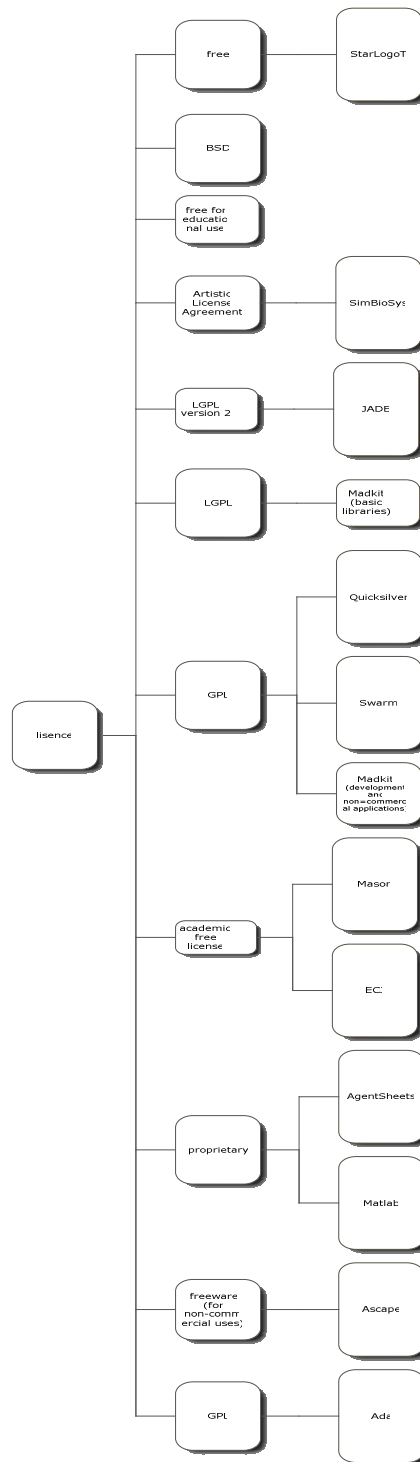 free
StarLogoT
BSD
free for
educatio
nal use
Artistic
License
Agreement
SimBioSys
LGPL
version 2
JADE
LGPL
Madkit
(basic
libraries)
Quicksilver
GPL
Swarm
lisence
Madkit
(development
and
non=commerc
al applications)
Mason
academic
free
license
ECJ
AgentSheets
proprietary
Matlab
freeware
(for
non-comm
ercial uses)
Ascape
GPL
Ada